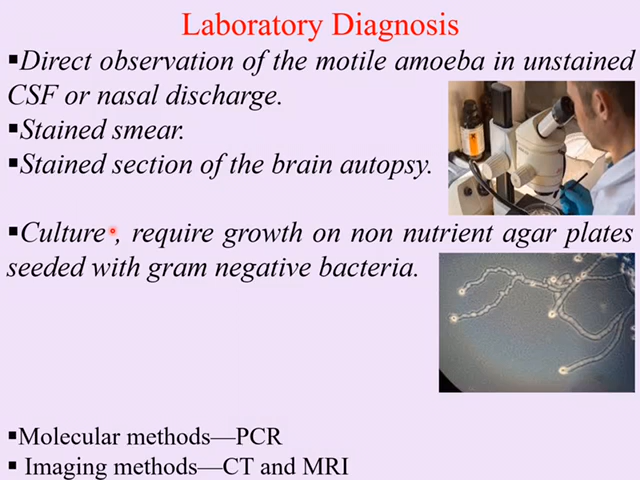 Laboratory Diagnosis
▪Direct observation of the motile amoeba in unstained
CSF or nasal discharge.
▪Stained smear.
▪Stained section of the brain autopsy.
▪Culture , require growth on non nutrient agar plates
seeded with gram negative bacteria.
▪Molecular methods—PCR
▪ Imaging methods—CT and MRI